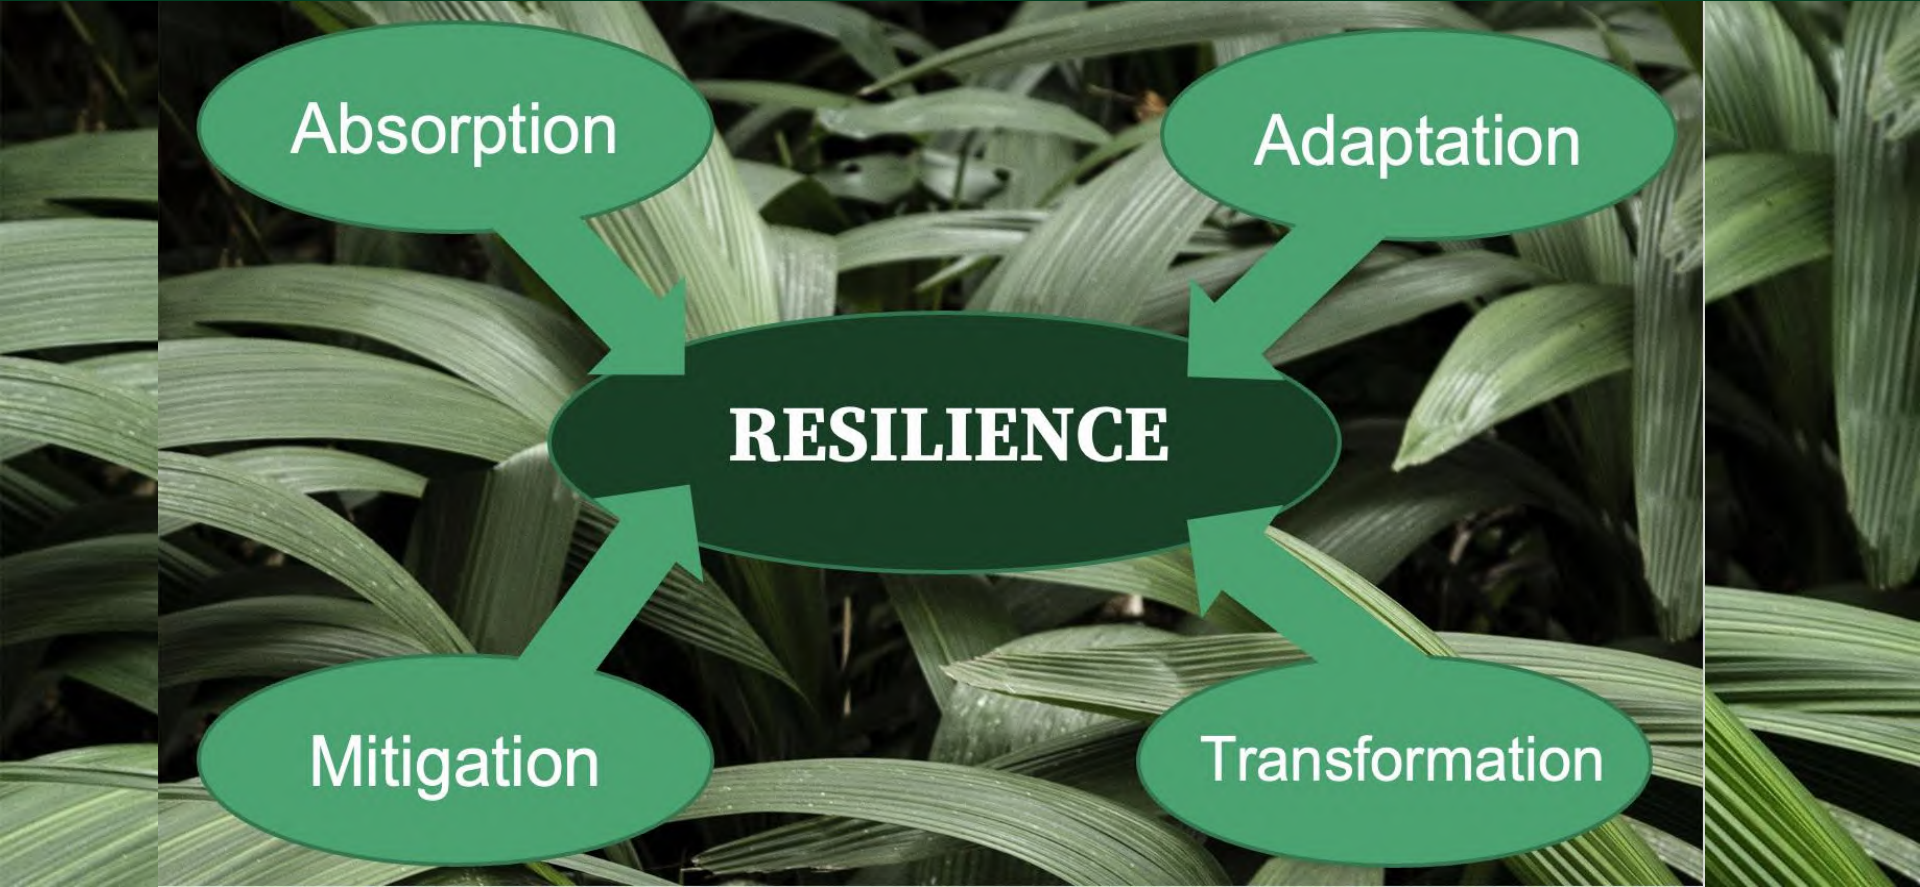 Absorption
Adaptation
RESILIENCE
Mitigation
Transformation